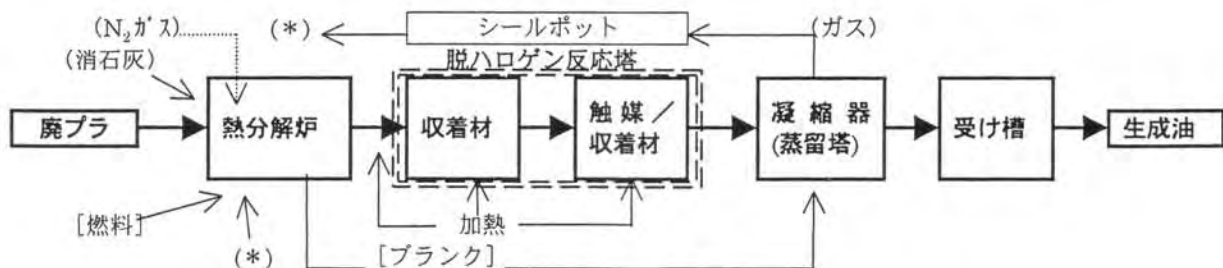 (N₂ガス)
(*)
シールポット
(ガス)
(消石灰)
脱ハロゲン反応塔
廃プラ
熱分解炉
収着材
触媒／
収着材
凝縮器
(蒸留塔)
受け槽
生成油
[燃料]
加熱
(*)
[ブランク]